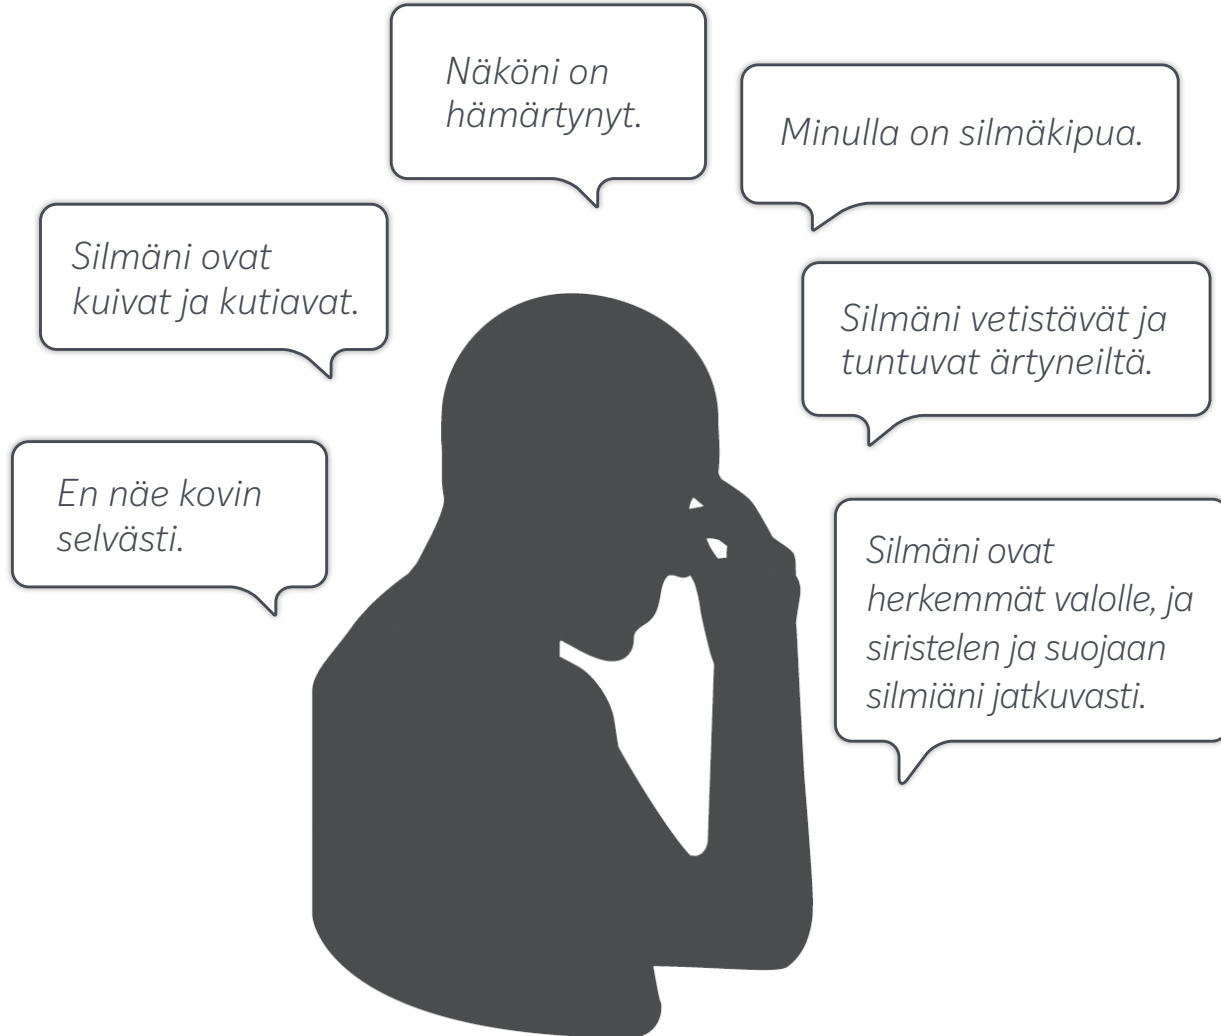 Näköni on
hämärtynyt.
Minulla on silmäkipua.
Silmäni ovat
kuivat ja kutiavat.
Silmäni vetistävät ja
tuntuvat ärtyneiltä.
En näe kovin
selvästi.
Silmäni ovat
herkemmät valolle, ja
siristelen ja suojaan
silmiäni jatkuvasti.